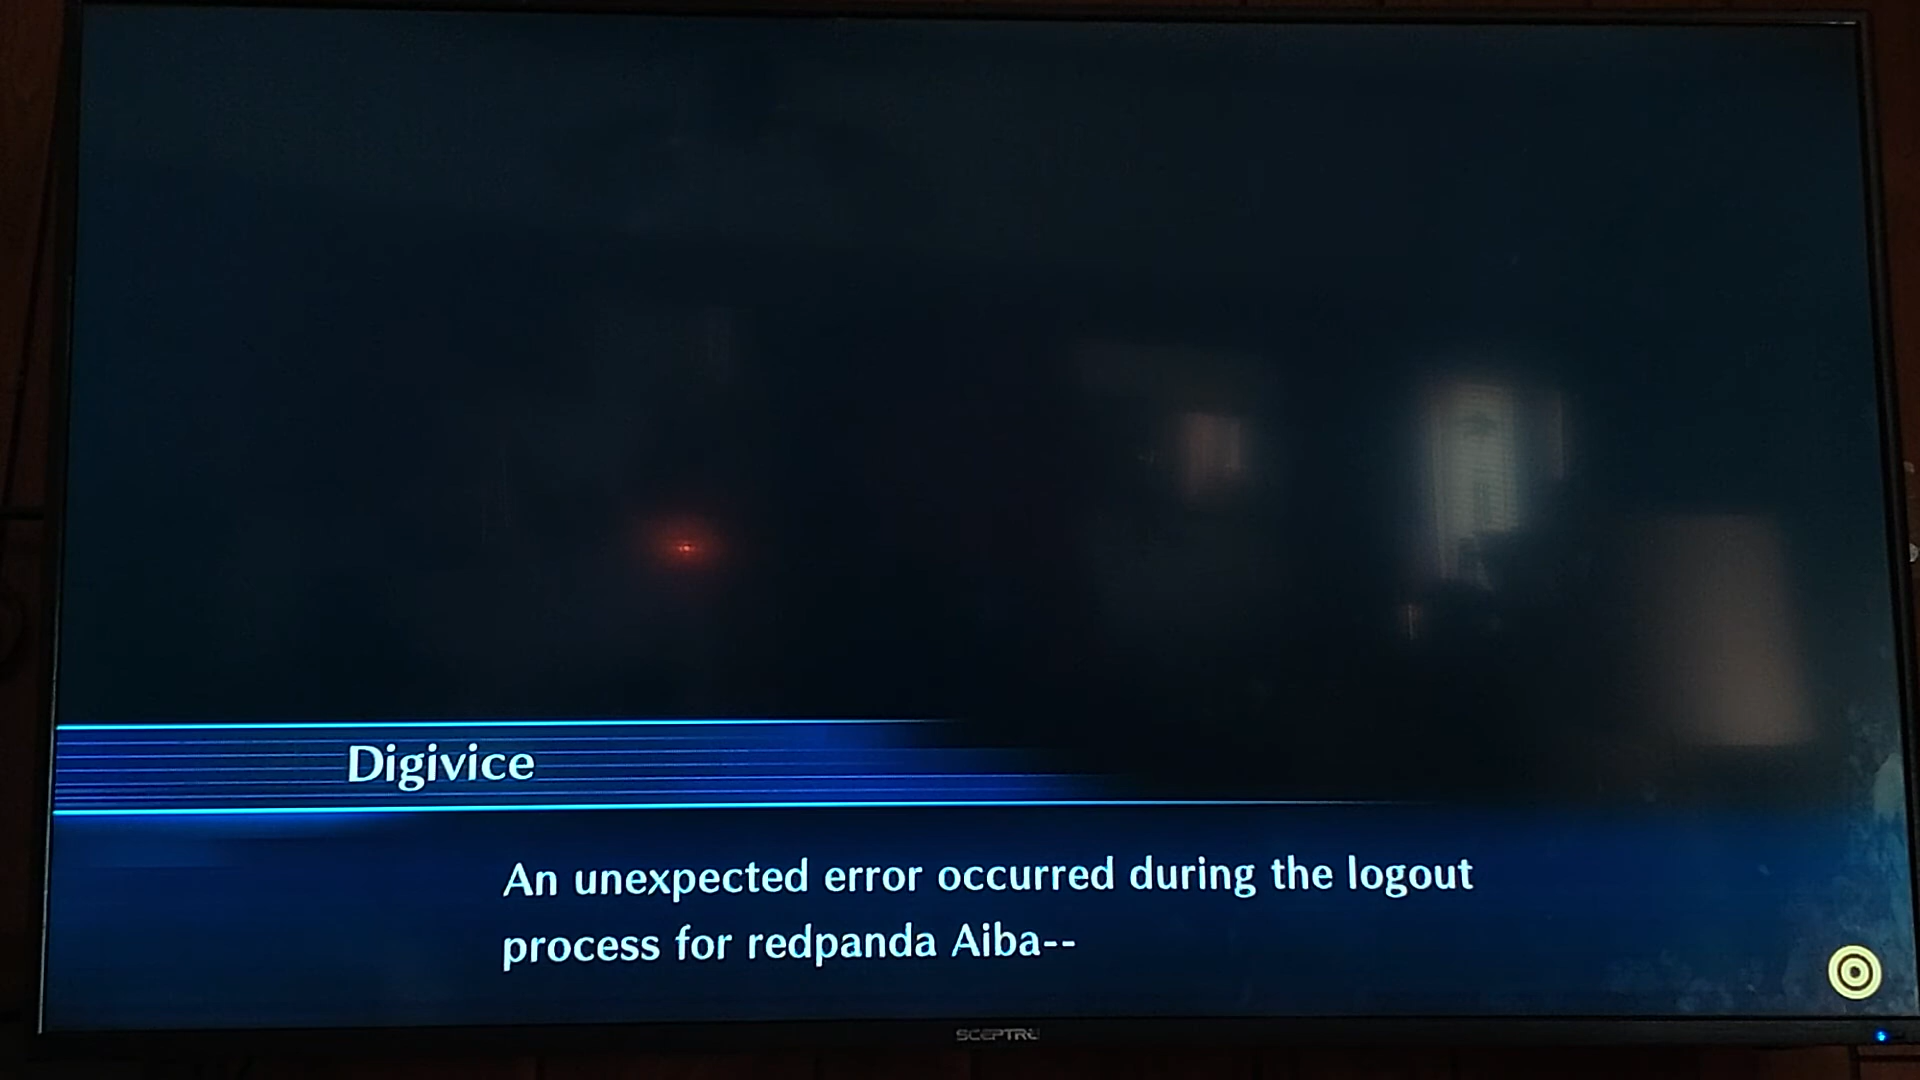 Digivice
An unexpected error occurred during the logout
process for redpanda Aiba--
SCEPTRE